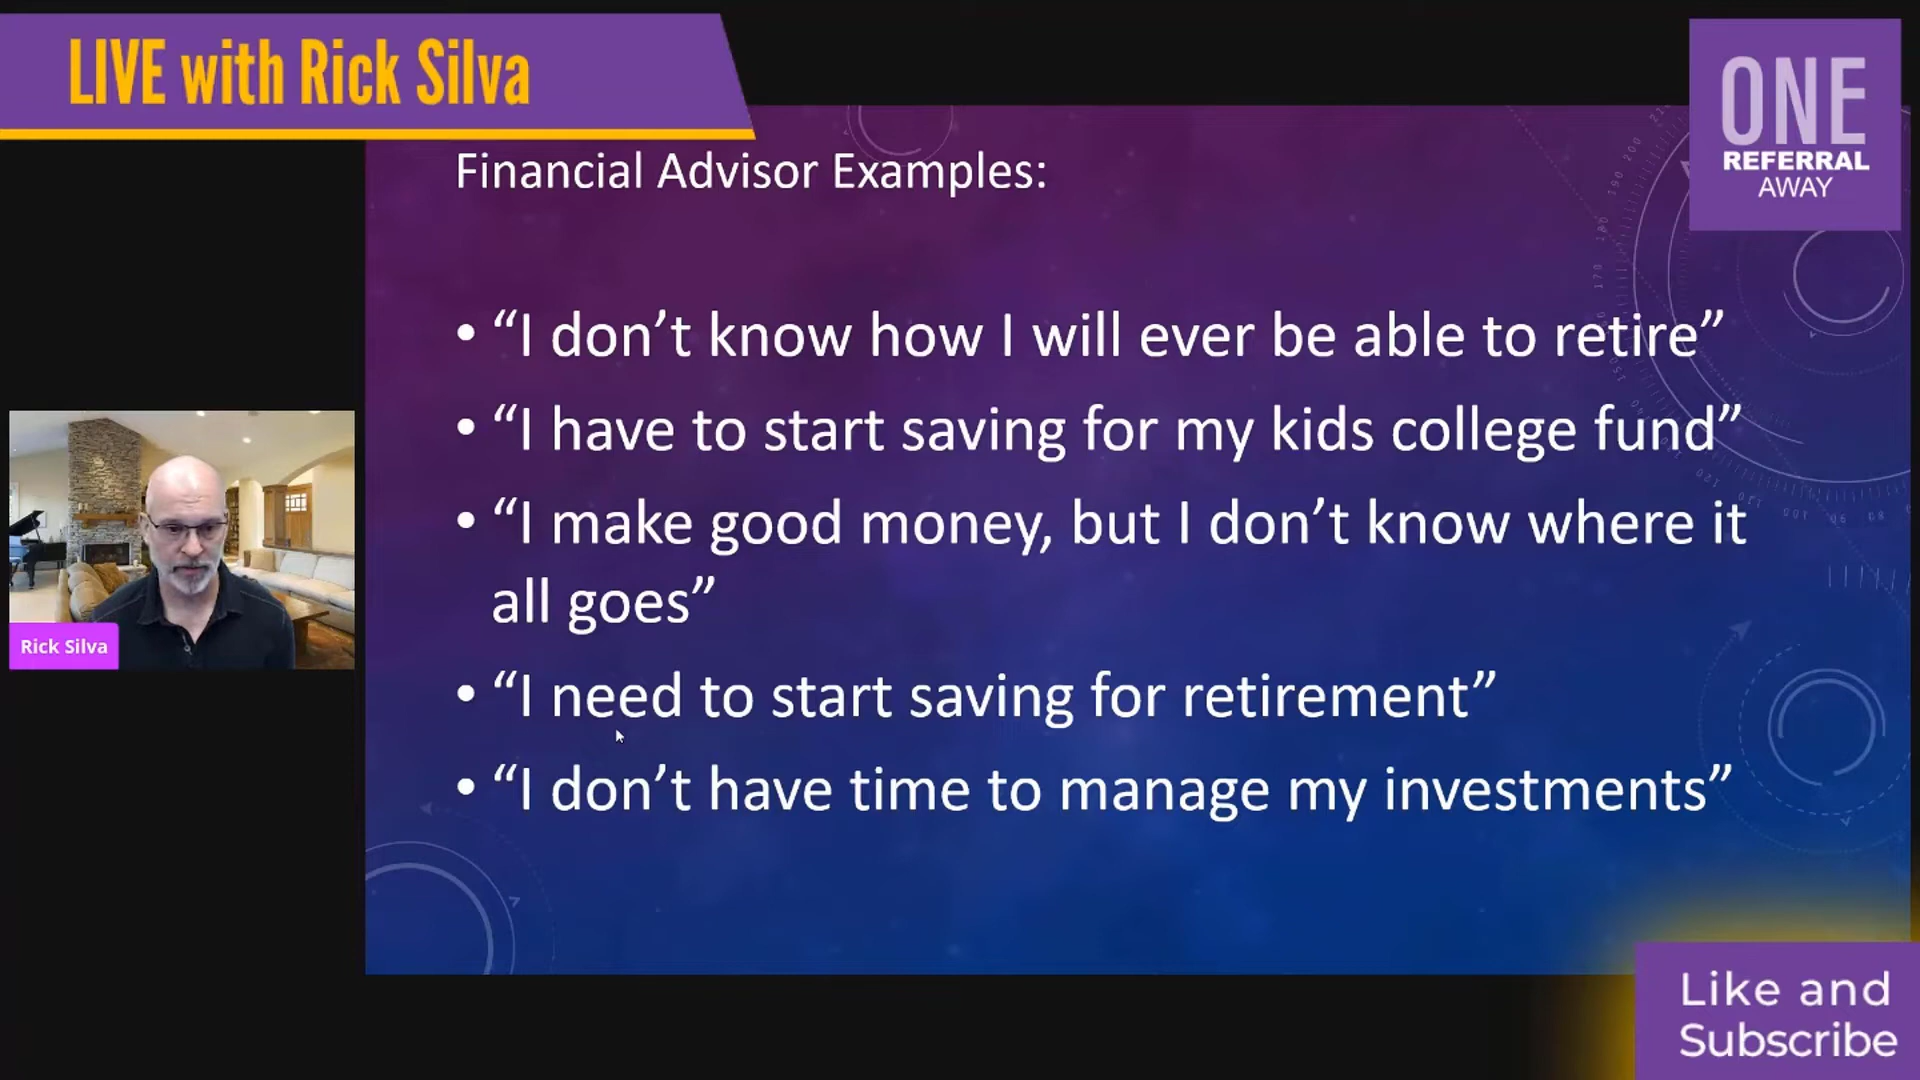 LIVE with Rick Silva
ONE
REFERRAL
AWAY
Financial Advisor Examples:
• “I don’t know how I will ever be able to retire”
• “I have to start saving for my kids college fund”
• “I make good money, but I don’t know where it
all goes”
• “I need to start saving for retirement”
• “I don’t have time to manage my investments”
Rick Silva
Like and
Subscribe